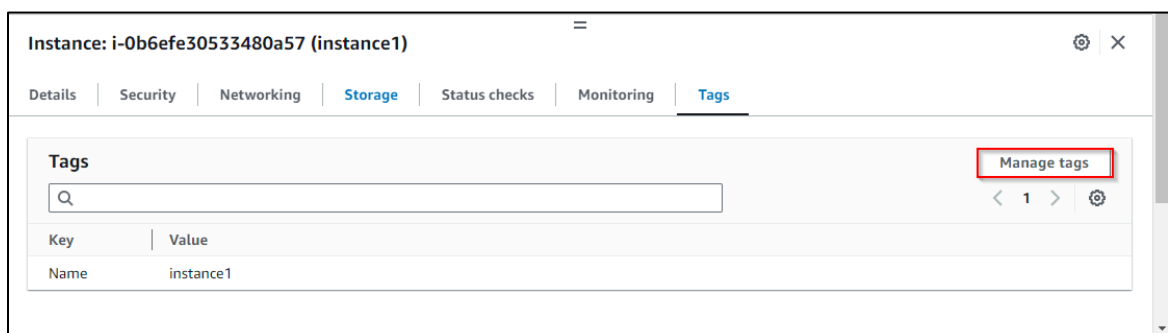 Instance: i-0b6efe30533480a57 (instance1)
Details Security Networking Storage Status checks Monitoring Tags
Tags Manage tags
1
Key Value
Name instance1